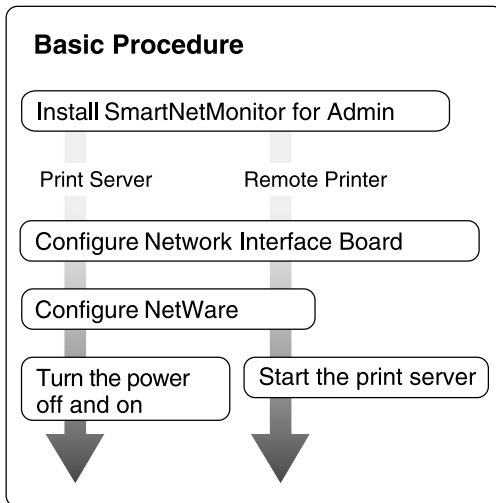 Basic Procedure
Install SmartNetMonitor for Admin
Print Server
Remote Printer
Configure Network Interface Board
Configure NetWare
Turn the power
off and on
Start the print server